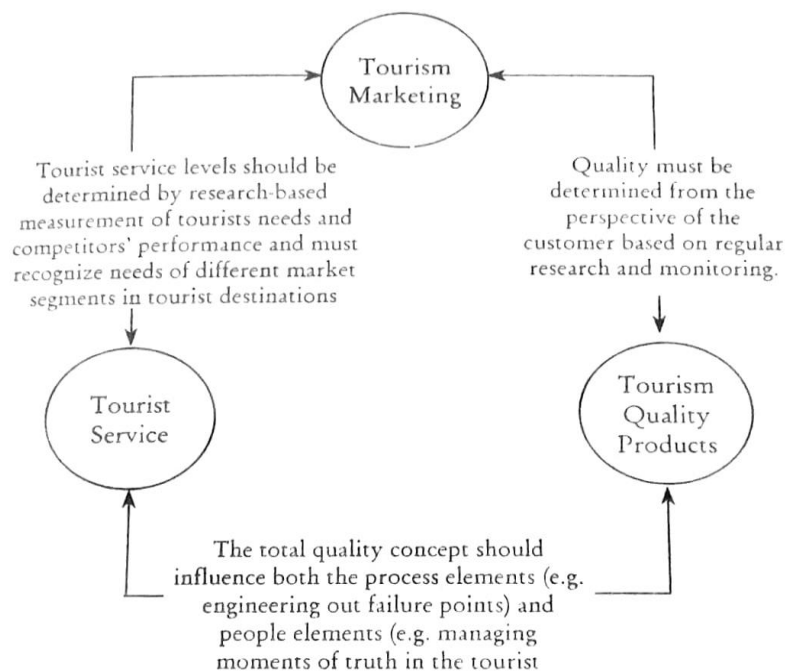 Tourism
Marketing
Tourist service levels should be
determined by research-based
measurement of tourists needs and
competitors' performance and must
recognize needs of different market
segments in tourist destinations
Quality must be
determined from the
perspective of the
customer based on regular
research and monitoring.
Tourist
Service
Tourism
Quality
Products
The total quality concept should
influence both the process elements (e.g.
engineering out failure points) and
people elements (e.g. managing
moments of truth in the tourist